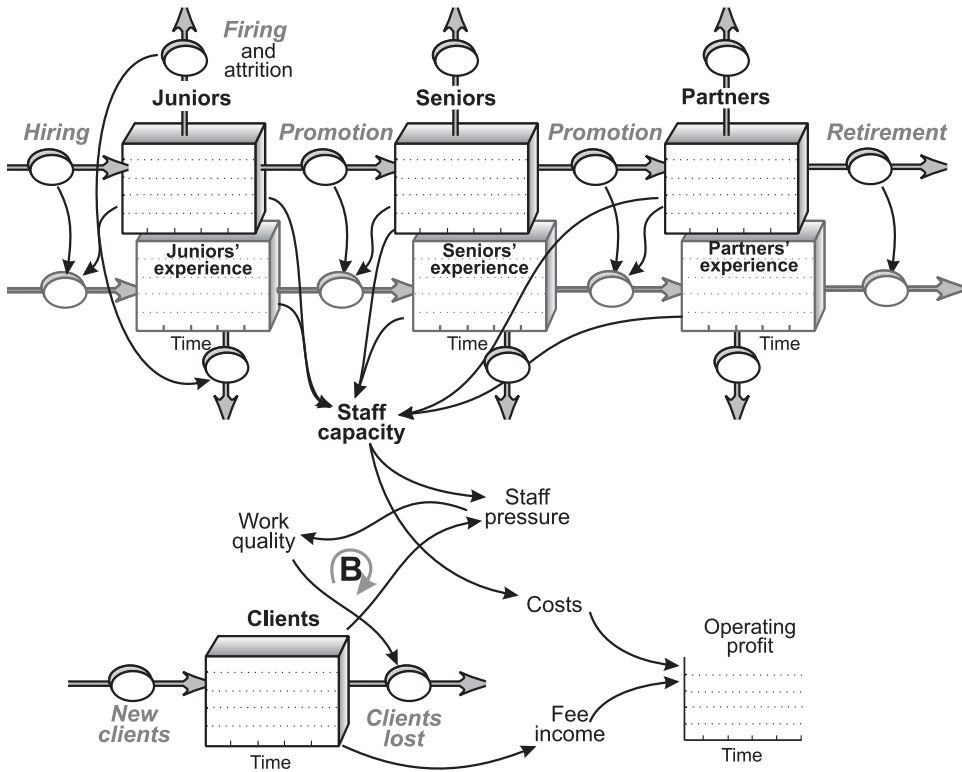 Firing
and
attrition
Juniors
Seniors
Partners
Hiring
Promotion
Promotion
Retirement
Juniors'
experience
Seniors'
experience
Partners'
experience
Time
Time
Time
Staff
capacity
Staff
pressure
Work
quality
B
Costs
Clients
Operating
profit
New
clients
Clients
lost
Fee
income
Time
Time